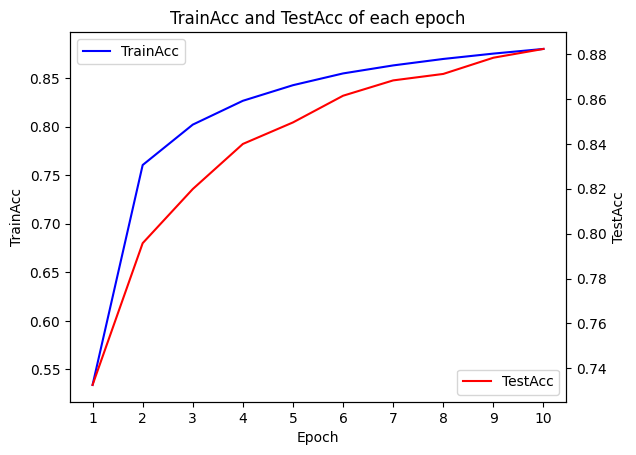 TrainAcc and TestAcc of each epoch
TrainAcc
0.85
0.80
0.75
0.70
0.65
0.60
0.55
TrainAcc
0.88
0.86
0.84
0.82
0.80
0.78
0.76
0.74
TestAcc
TestAcc
1 2 3 4 5 6 7 8 9 10
Epoch